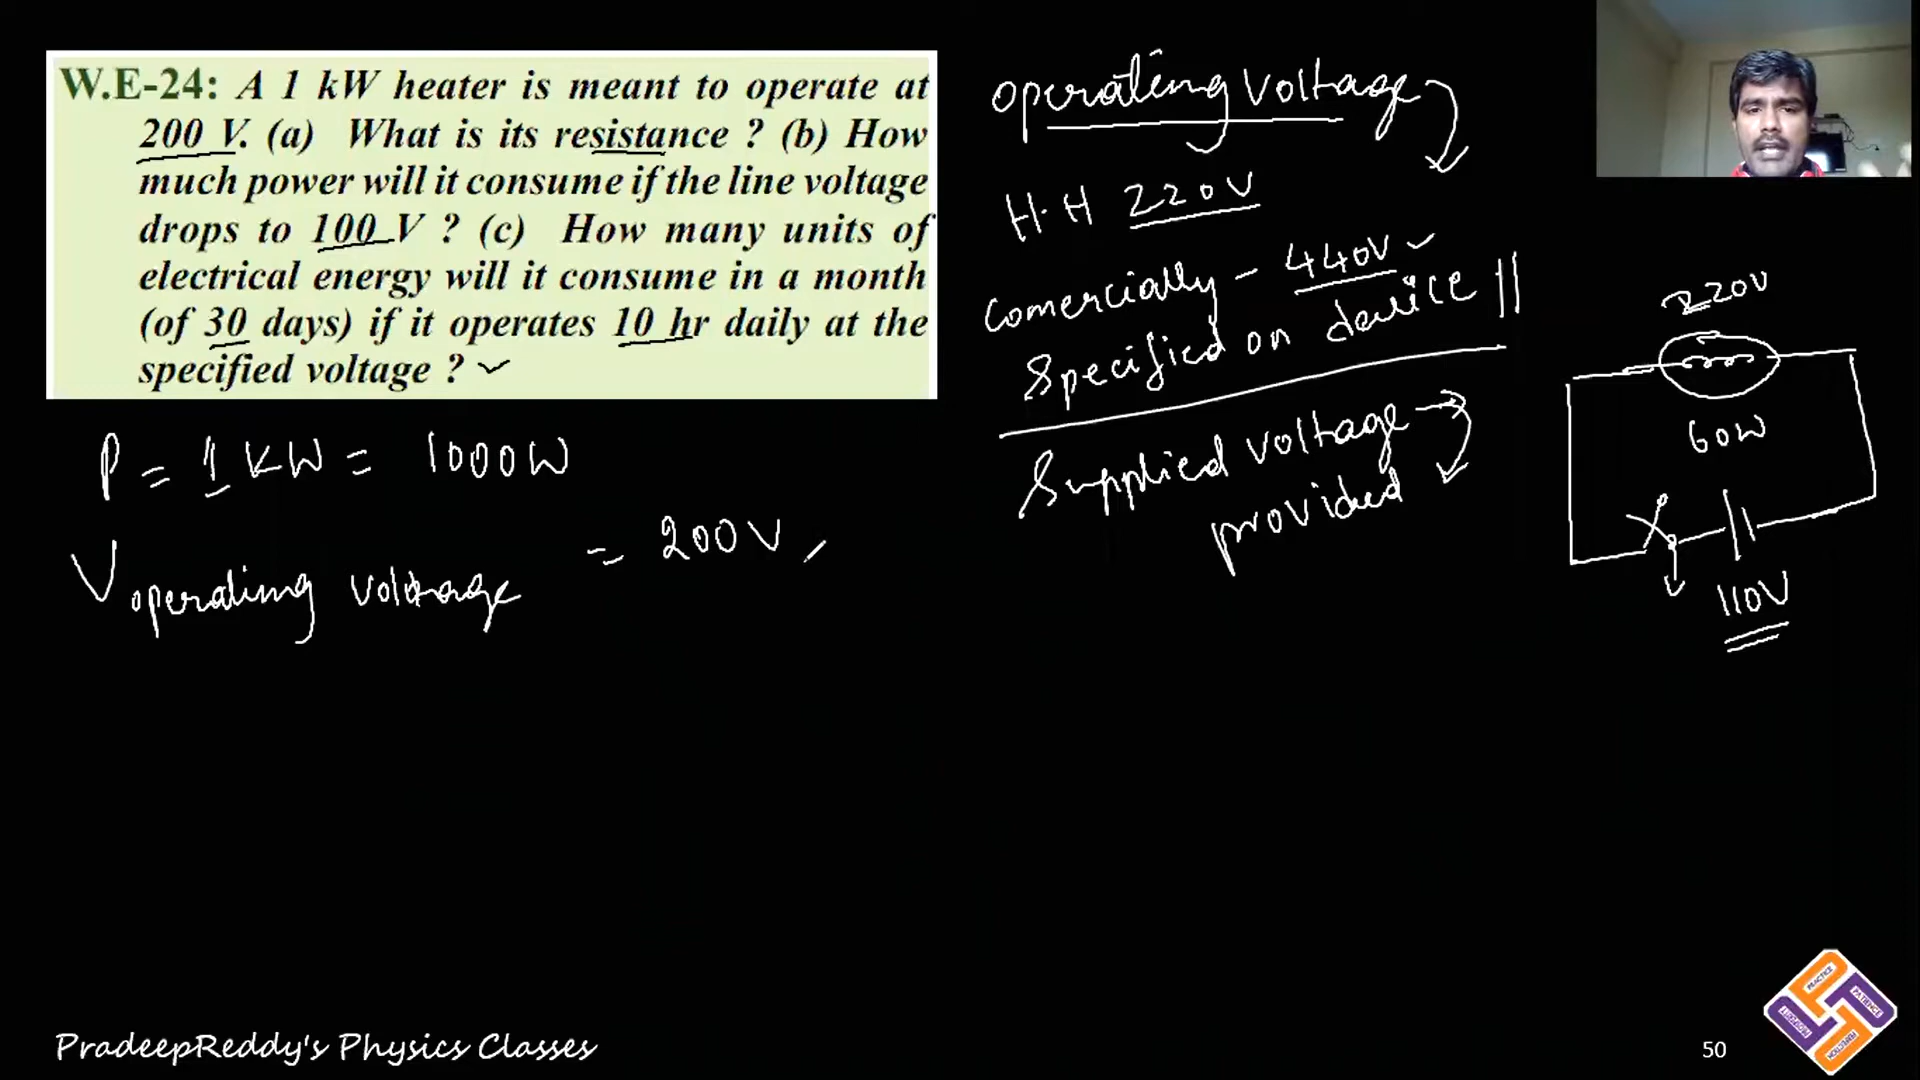 W.E-24: A 1 kW heater is meant to operate at
200 V. (a) What is its resistance ? (b) How
much power will it consume if the line voltage
drops to 100 V ? (c) How many units of
electrical energy will it consume in a month
(of 30 days) if it operates 10 hr daily at the
specified voltage ?
P = 1 KW = 1000W
V operating voltage = 200V,
operating voltage
H.H 220V
comercially - 440V
Specified on device
Supplied voltage →
provided
220V
60W
110V
PRACTICE
PATIENCE
PERFECTION
PradeepReddy's Physics Classes
50